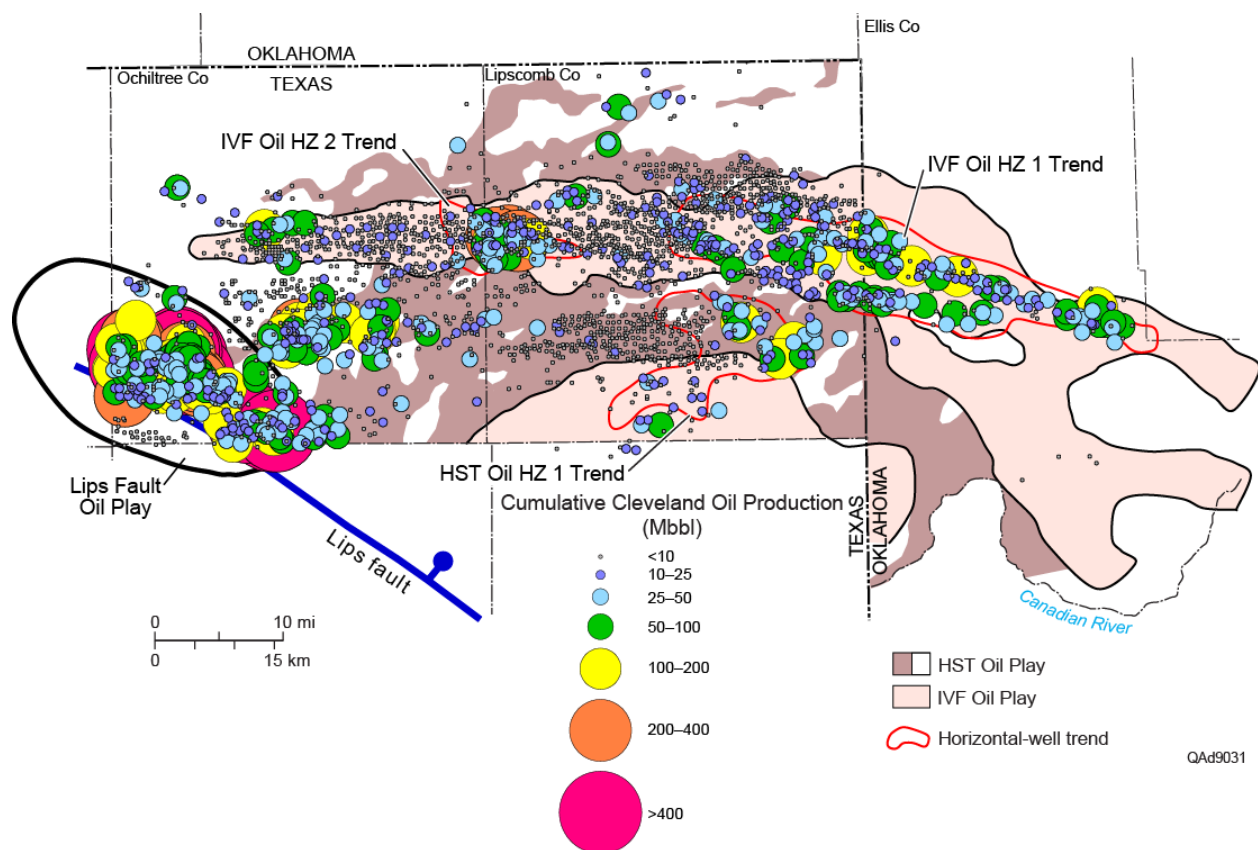 Ellis Co
OKLAHOMA
Ochiltree Co
TEXAS
Lipscomb Co
IVF Oil HZ 2 Trend
IVF Oil HZ 1 Trend
Lips Fault
Oil Play
HST Oil HZ 1 Trend
Lips fault
Cumulative Cleveland Oil Production
(Mbbl)
<10
10–25
25–50
50–100
100–200
200–400
>400
TEXAS
OKLAHOMA
Canadian River
0 10 mi
0 15 km
HST Oil Play
IVF Oil Play
Horizontal-well trend
QAd9031